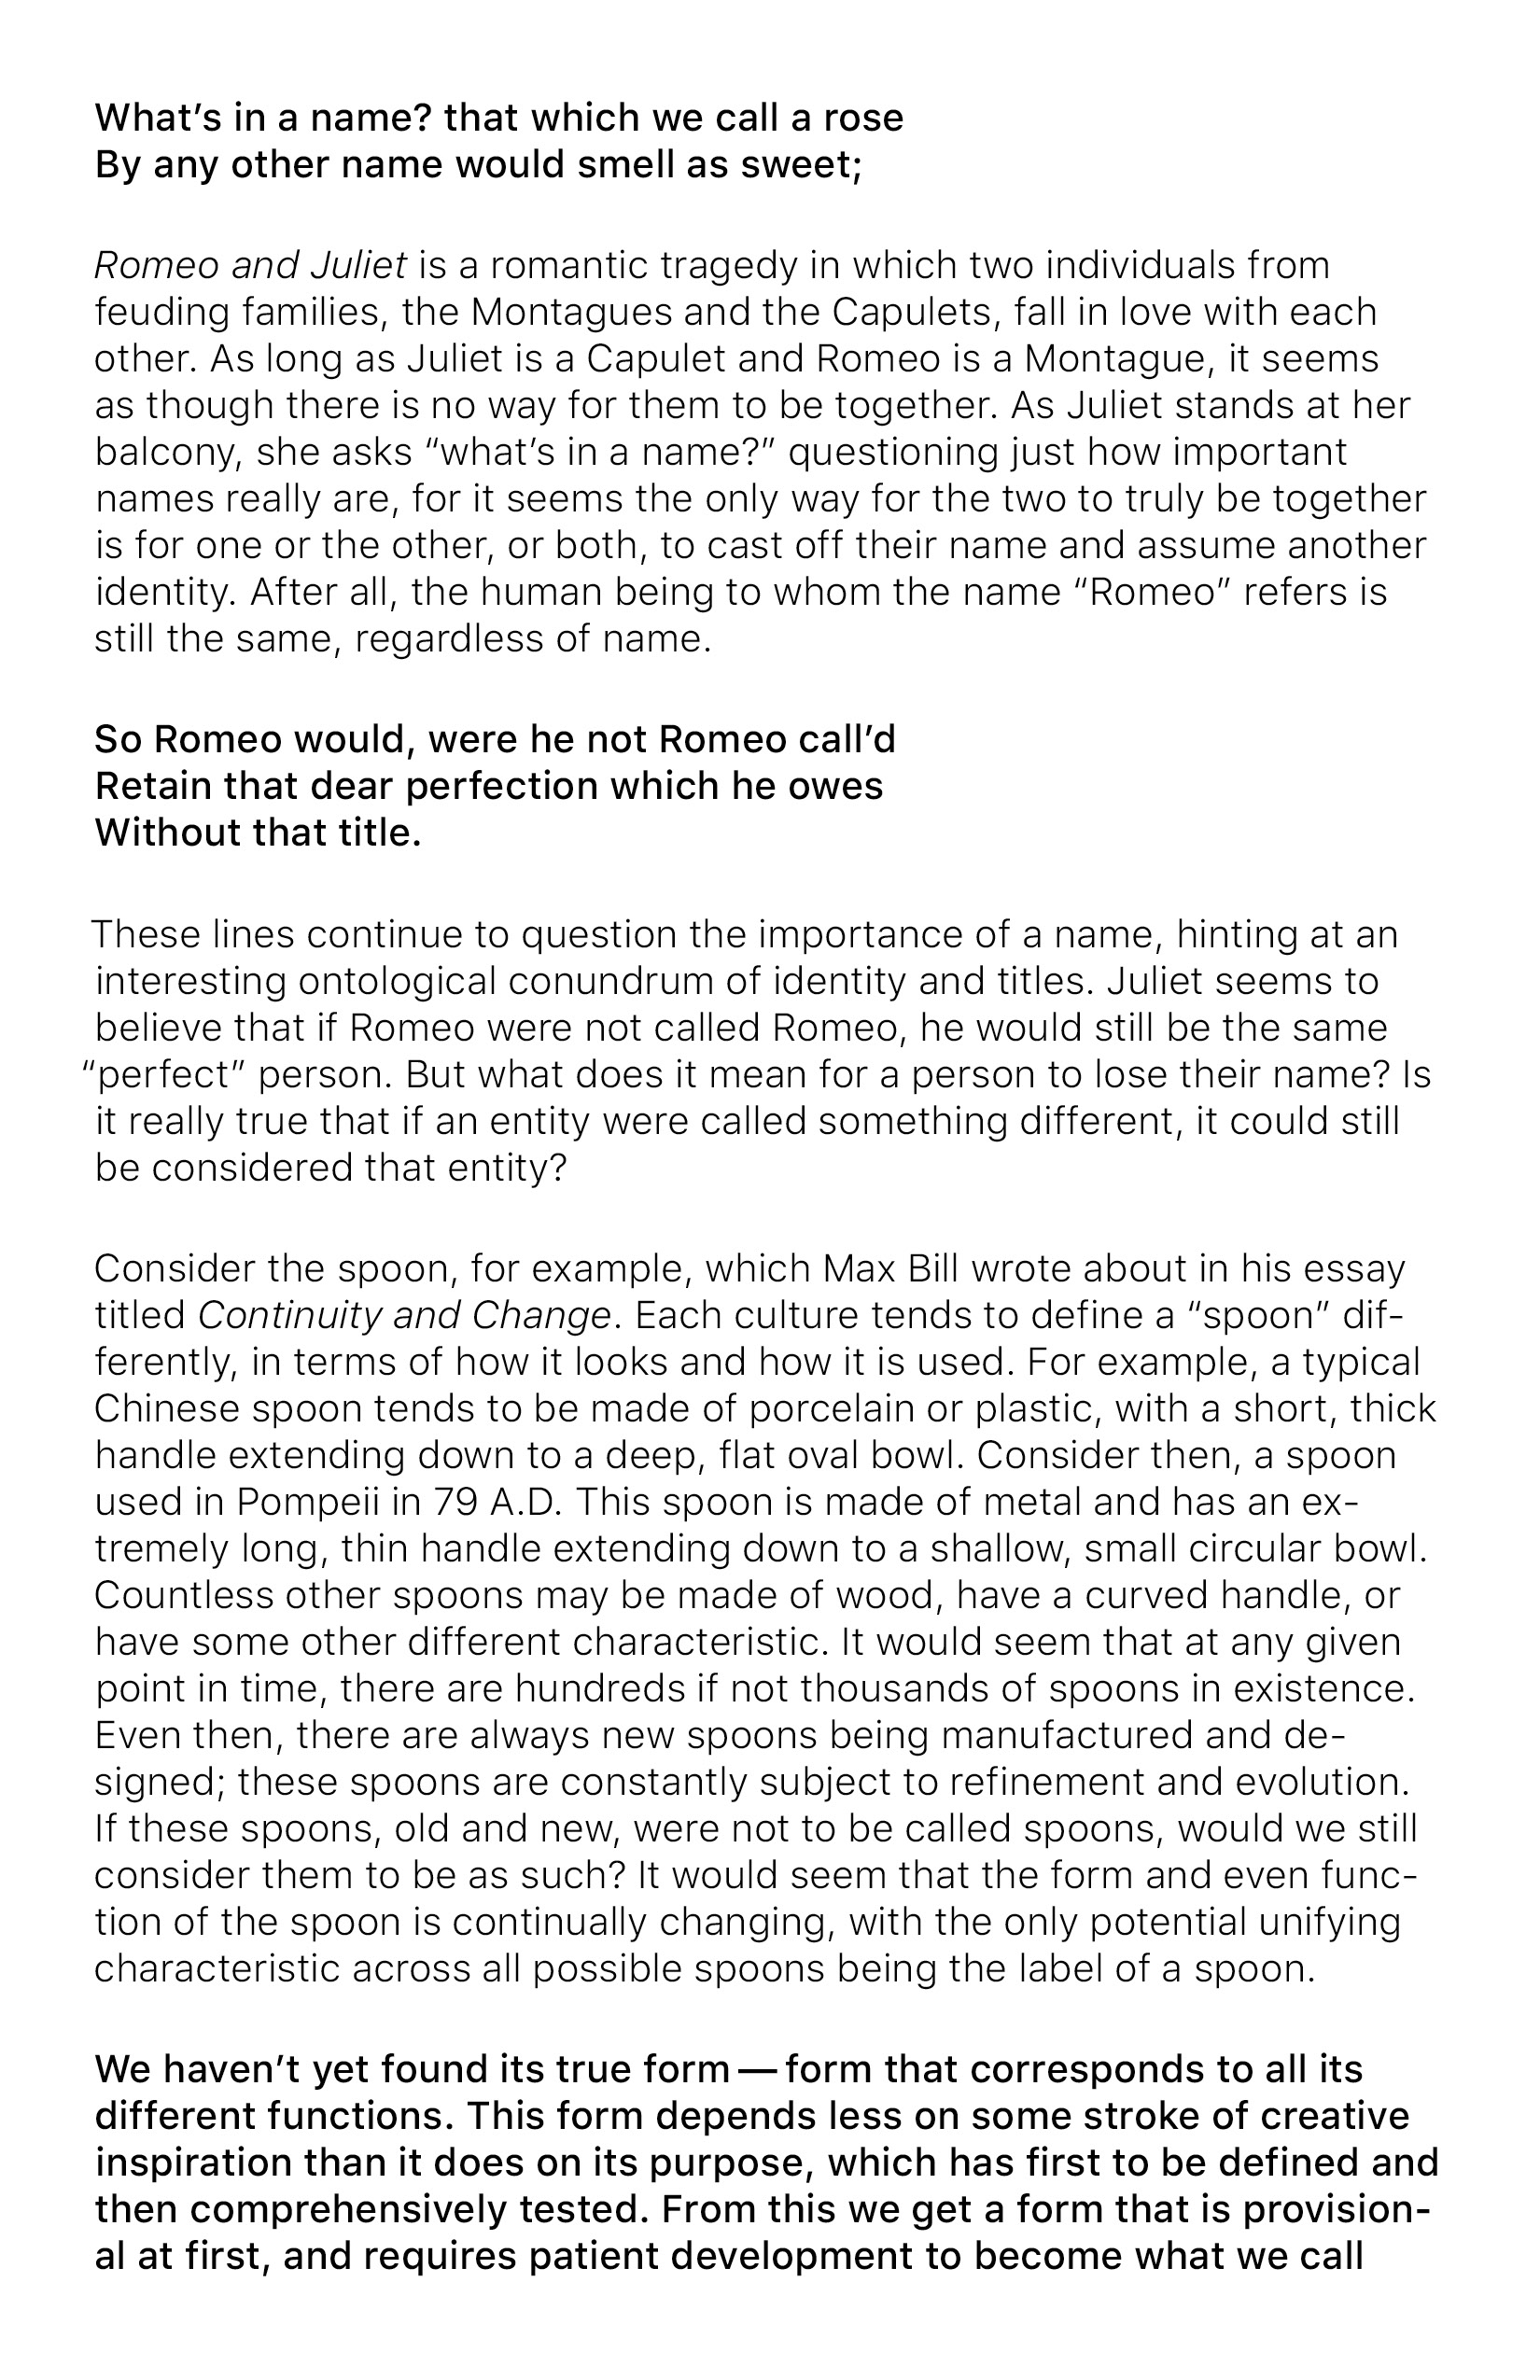 What’s in a name? that which we call a rose
By any other name would smell as sweet;
Romeo and Juliet is a romantic tragedy in which two individuals from
feuding families, the Montagues and the Capulets, fall in love with each
other. As long as Juliet is a Capulet and Romeo is a Montague, it seems
as though there is no way for them to be together. As Juliet stands at her
balcony, she asks “what’s in a name?” questioning just how important
names really are, for it seems the only way for the two to truly be together
is for one or the other, or both, to cast off their name and assume another
identity. After all, the human being to whom the name “Romeo” refers is
still the same, regardless of name.
So Romeo would, were he not Romeo call’d
Retain that dear perfection which he owes
Without that title.
These lines continue to question the importance of a name, hinting at an
interesting ontological conundrum of identity and titles. Juliet seems to
believe that if Romeo were not called Romeo, he would still be the same
“perfect” person. But what does it mean for a person to lose their name? Is
it really true that if an entity were called something different, it could still
be considered that entity?
Consider the spoon, for example, which Max Bill wrote about in his essay
titled Continuity and Change. Each culture tends to define a “spoon” dif-
ferently, in terms of how it looks and how it is used. For example, a typical
Chinese spoon tends to be made of porcelain or plastic, with a short, thick
handle extending down to a deep, flat oval bowl. Consider then, a spoon
used in Pompeii in 79 A.D. This spoon is made of metal and has an ex-
tremely long, thin handle extending down to a shallow, small circular bowl.
Countless other spoons may be made of wood, have a curved handle, or
have some other different characteristic. It would seem that at any given
point in time, there are hundreds if not thousands of spoons in existence.
Even then, there are always new spoons being manufactured and de-
signed; these spoons are constantly subject to refinement and evolution.
If these spoons, old and new, were not to be called spoons, would we still
consider them to be as such? It would seem that the form and even func-
tion of the spoon is continually changing, with the only potential unifying
characteristic across all possible spoons being the label of a spoon.
We haven’t yet found its true form — form that corresponds to all its
different functions. This form depends less on some stroke of creative
inspiration than it does on its purpose, which has first to be defined and
then comprehensively tested. From this we get a form that is provision-
al at first, and requires patient development to become what we call